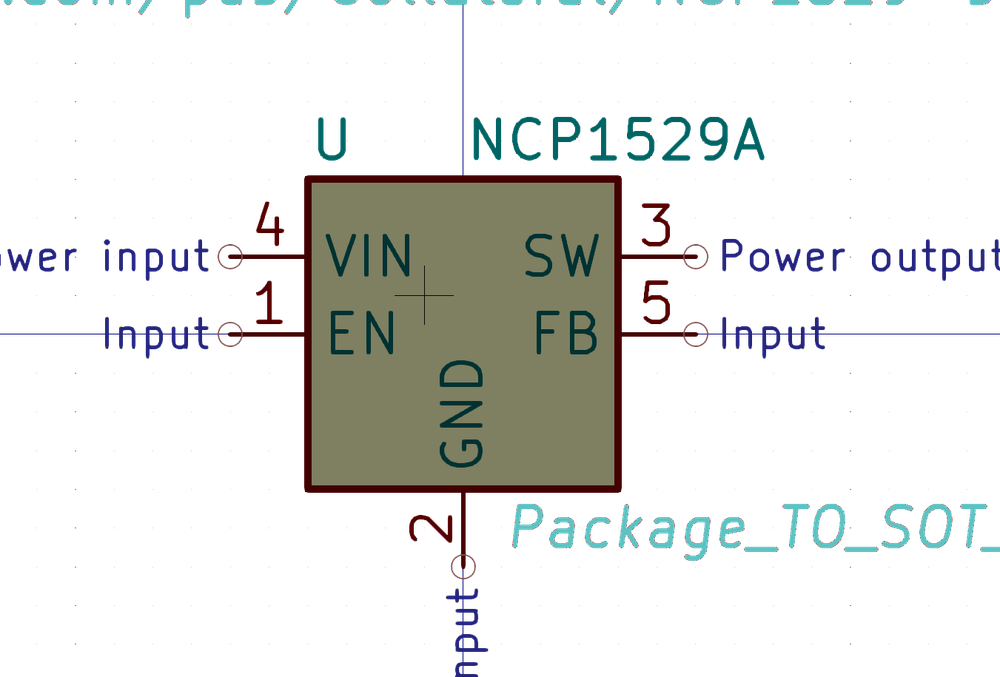 U NCP1529A
4 3
ower input VIN SW Power output
1 5
Input EN FB Input
GND
2
Package_TO_SOT_
nput